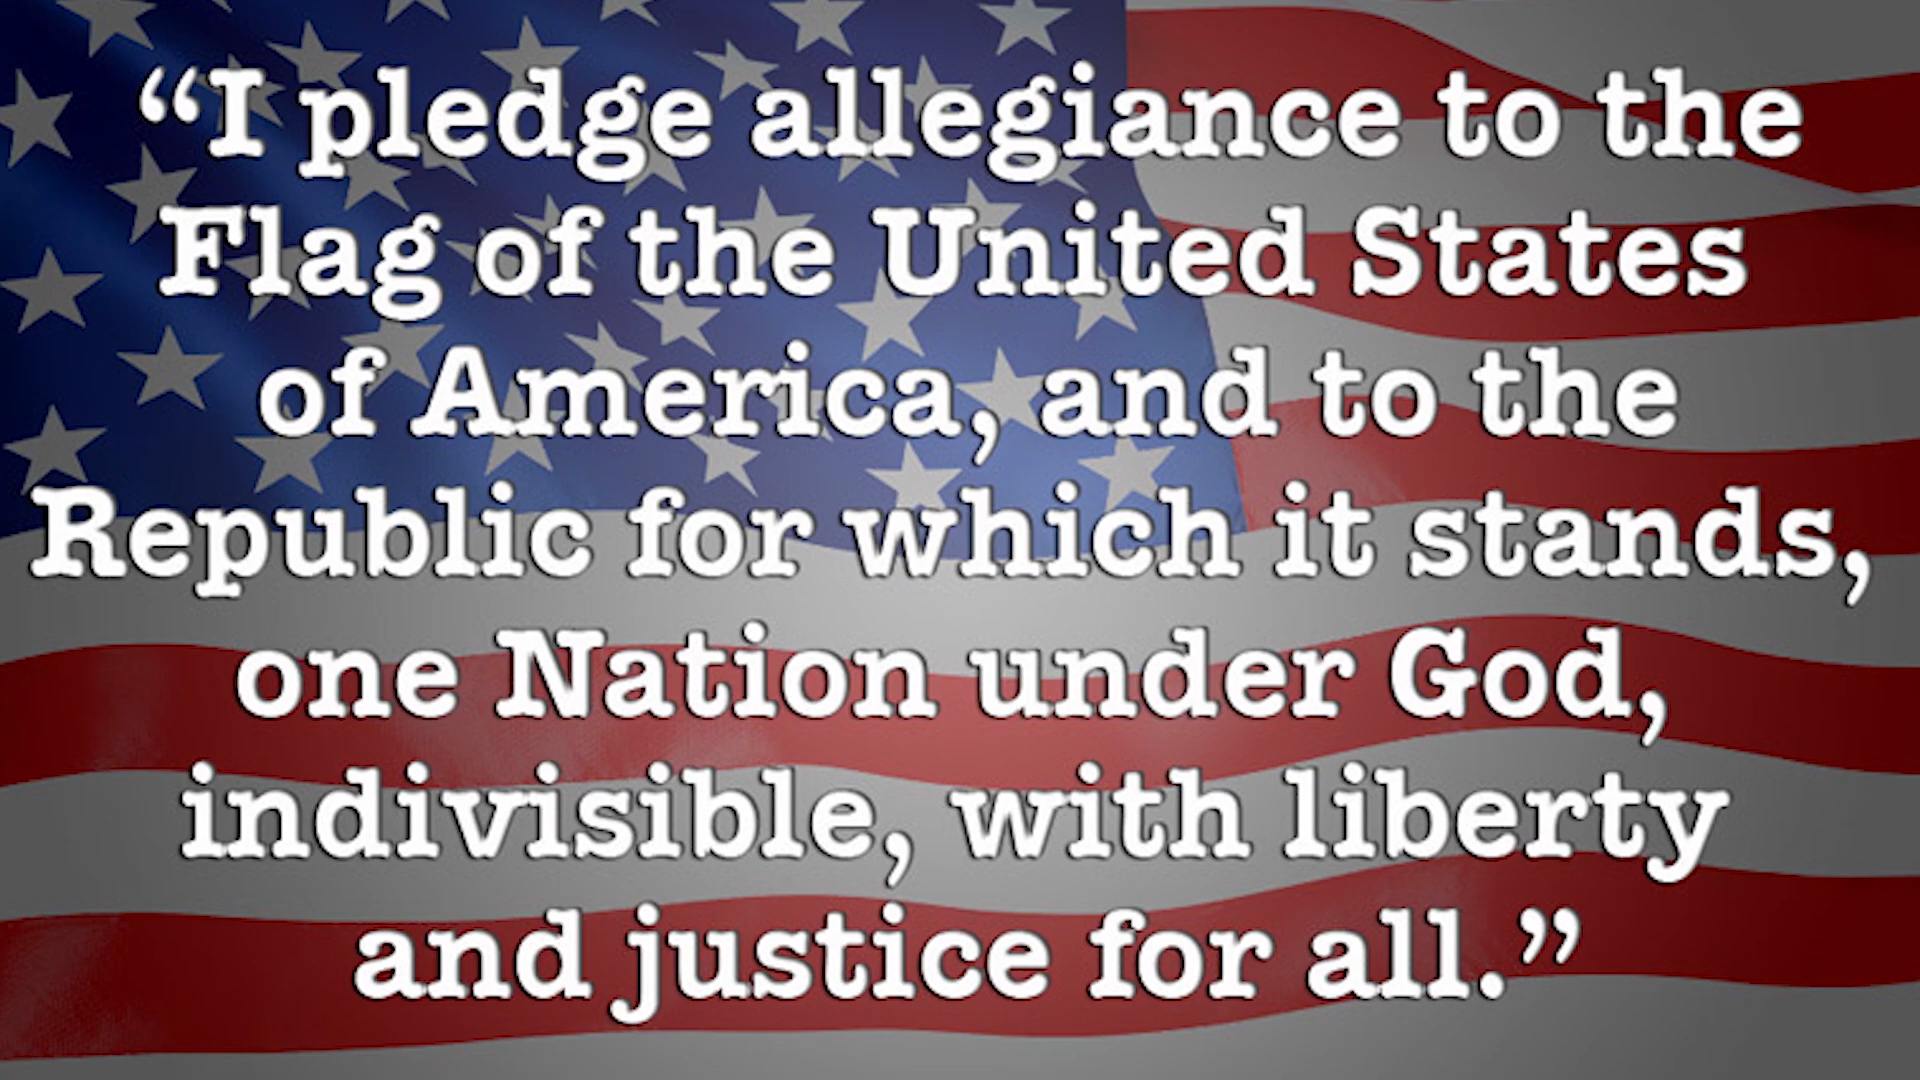 “I pledge allegiance to the
Flag of the United States
of America, and to the
Republic for which it stands,
one Nation under God,
indivisible, with liberty
and justice for all.”